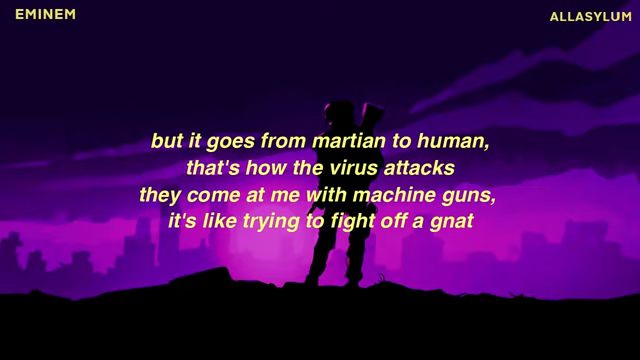 EMINEM
ALLASYLUM
but it goes from martian to human,
that's how the virus attacks
they come at me with machine guns,
it's like trying to fight off a gnat